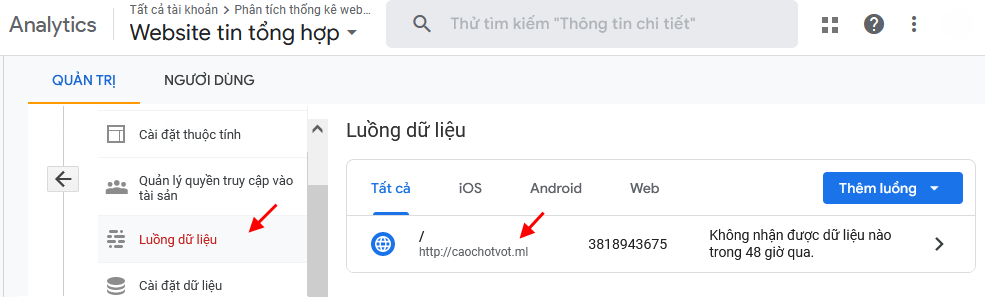 Analytics
Tất cả tài khoản > Phân tích thống kê web...
Website tin tổng hợp
Thử tìm kiếm "Thông tin chi tiết"
QUẢN TRỊ
NGƯỜI DÙNG
Cài đặt thuộc tính
Quản lý quyền truy cập vào
tài sản
Luồng dữ liệu
Cài đặt dữ liệu
Luồng dữ liệu
Tất cả
iOS
Android
Web
Thêm luồng
/
http://caochotvot.ml
3818943675
Không nhận được dữ liệu nào
trong 48 giờ qua.